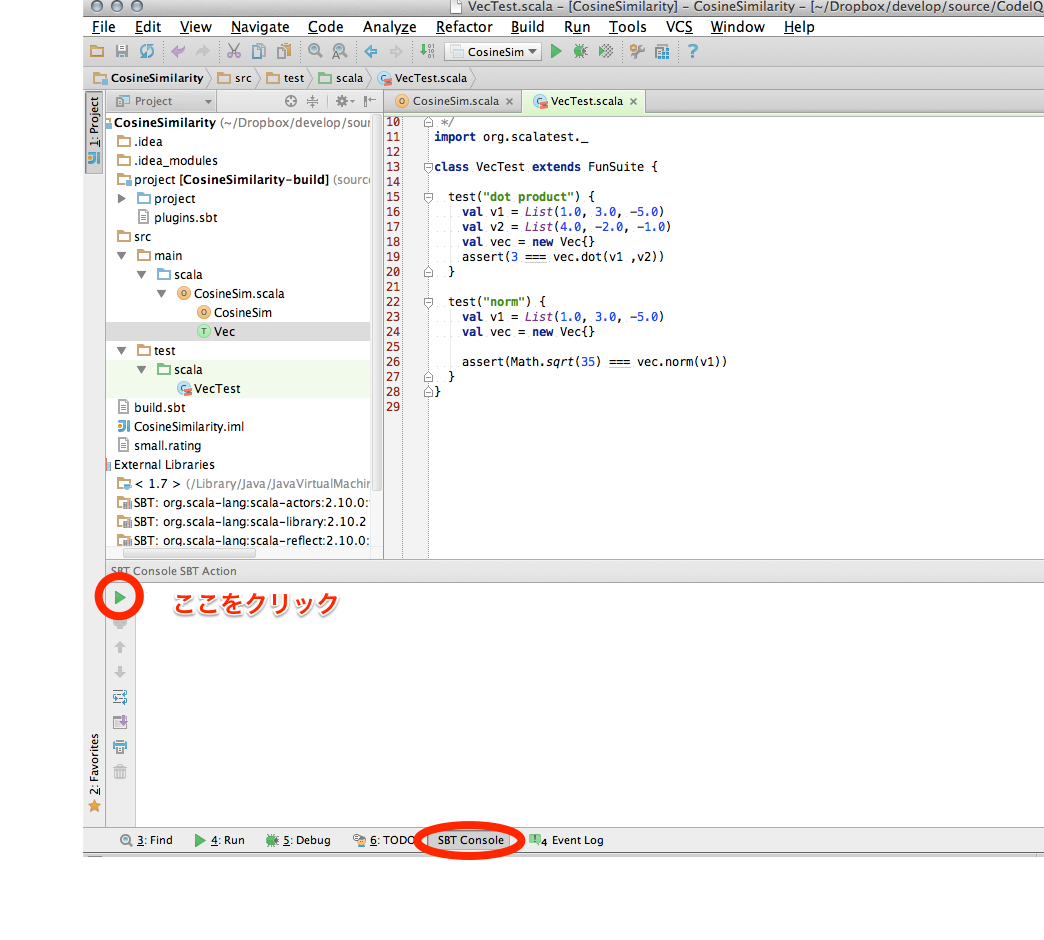 VecTest.scala – [CosineSimilarity] – CosineSimilarity – [~/Dropbox/develop/source/CodeIQ
File Edit View Navigate Code Analyze Refactor Build Run Tools VCS Window Help
CosineSim
CosineSimilarity src test scala VecTest.scala
1: Project
Project
CosineSim.scala VecTest.scala
CosineSimilarity (~/Dropbox/develop/sour
.idea
.idea_modules
project [CosineSimilarity-build] (source
project
plugins.sbt
src
main
scala
CosineSim.scala
CosineSim
Vec
test
scala
VecTest
build.sbt
CosineSimilarity.iml
small.rating
External Libraries
< 1.7 > (/Library/Java/JavaVirtualMachin
SBT: org.scala-lang:scala-actors:2.10.0:
SBT: org.scala-lang:scala-library:2.10.2
SBT: org.scala-lang:scala-reflect:2.10.0:
10 */
11 import org.scalatest._
12
13 class VecTest extends FunSuite {
14
15 test("dot product") {
16 val v1 = List(1.0, 3.0, -5.0)
17 val v2 = List(4.0, -2.0, -1.0)
18 val vec = new Vec{}
19 assert(3 === vec.dot(v1 ,v2))
20 }
21
22 test("norm") {
23 val v1 = List(1.0, 3.0, -5.0)
24 val vec = new Vec{}
25
26 assert(Math.sqrt(35) === vec.norm(v1))
27 }
28 }
29
SBT Console SBT Action
ここをクリック
2: Favorites
3: Find 4: Run 5: Debug 6: TODO SBT Console 4 Event Log